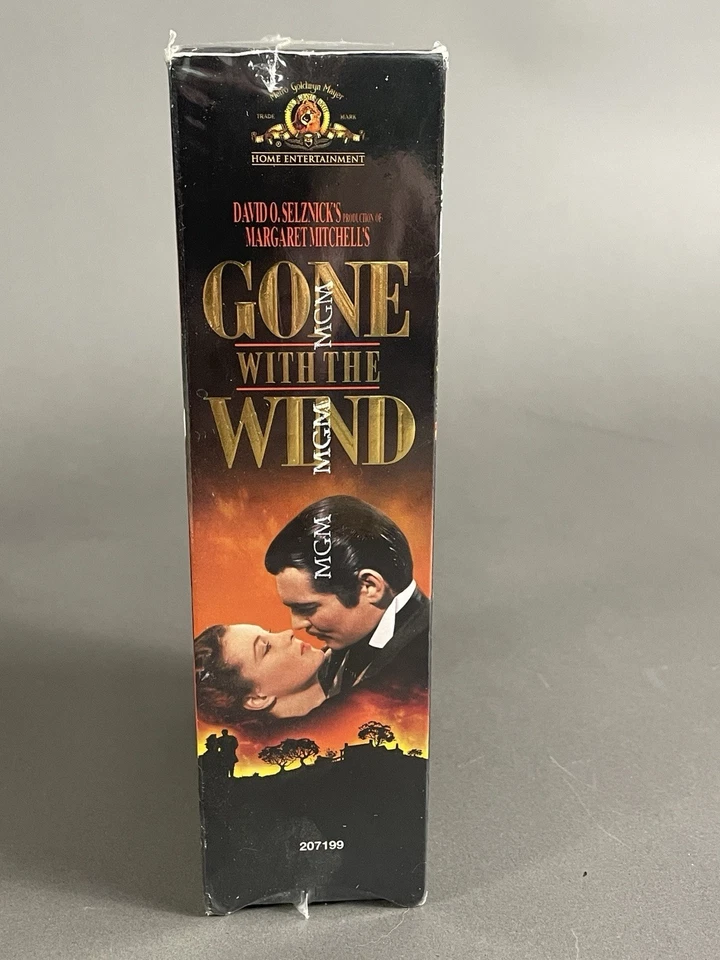 Metro Goldwyn Mayer
TRADE MARK
HOME ENTERTAINMENT
DAVID O. SELZNICK'S PRODUCTION OF
MARGARET MITCHELL'S
GONE
WITH THE
WIND
MGM
MGM
MGM
207199